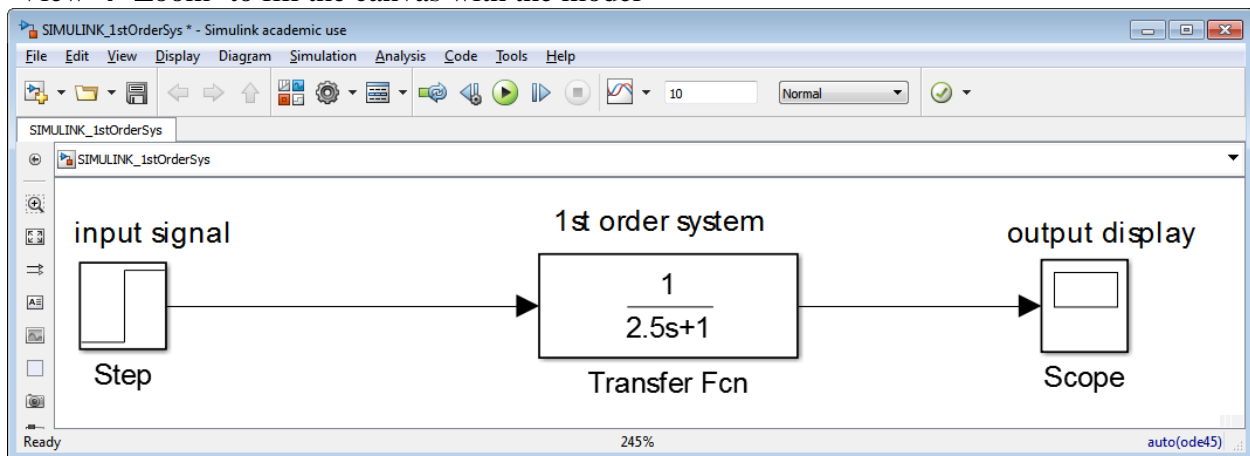 SIMULINK_1stOrderSys * - Simulink academic use
File Edit View Display Diagram Simulation Analysis Code Tools Help
10 Normal
SIMULINK_1stOrderSys
SIMULINK_1stOrderSys
input signal 1st order system output display
1
2.5s+1
Step Transfer Fcn Scope
Ready 245% auto(ode45)